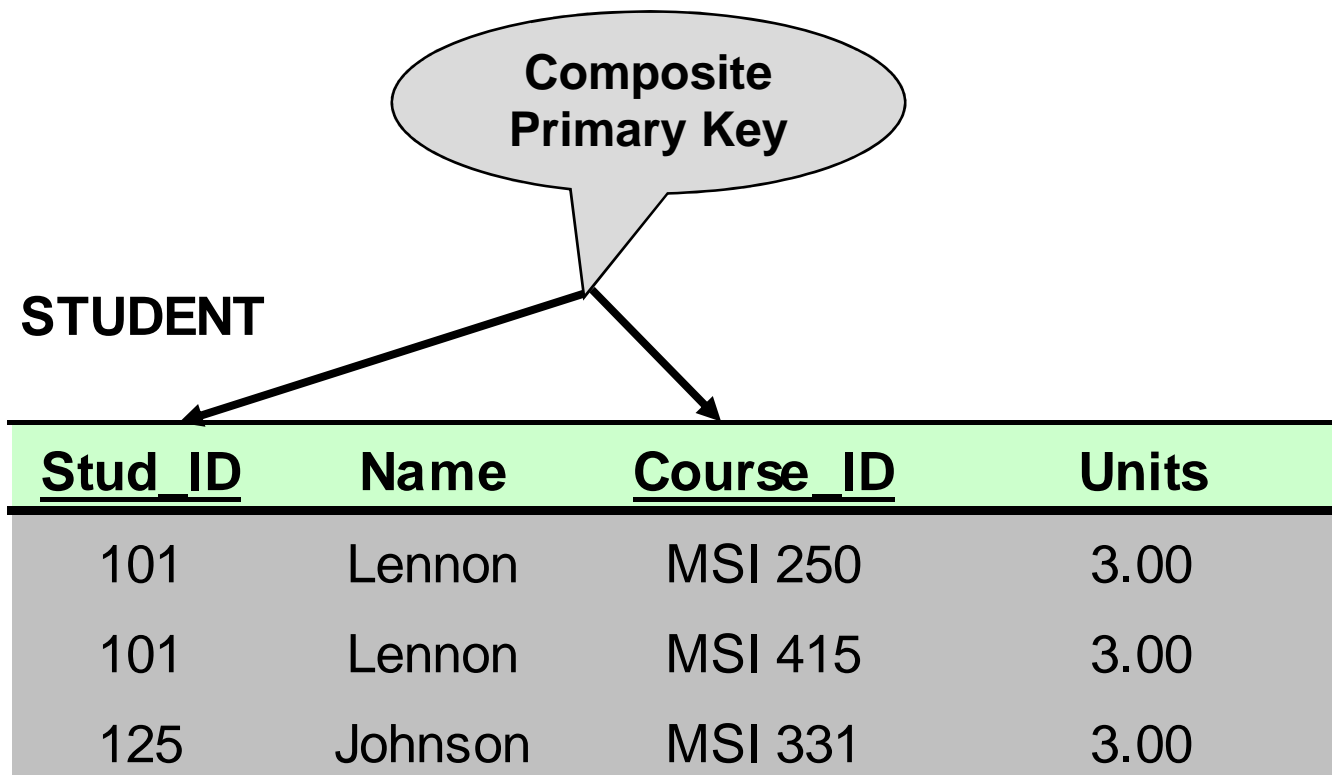 Composite
Primary Key
STUDENT
Stud_ID Name Course_ID Units
101 Lennon MSI 250 3.00
101 Lennon MSI 415 3.00
125 Johnson MSI 331 3.00